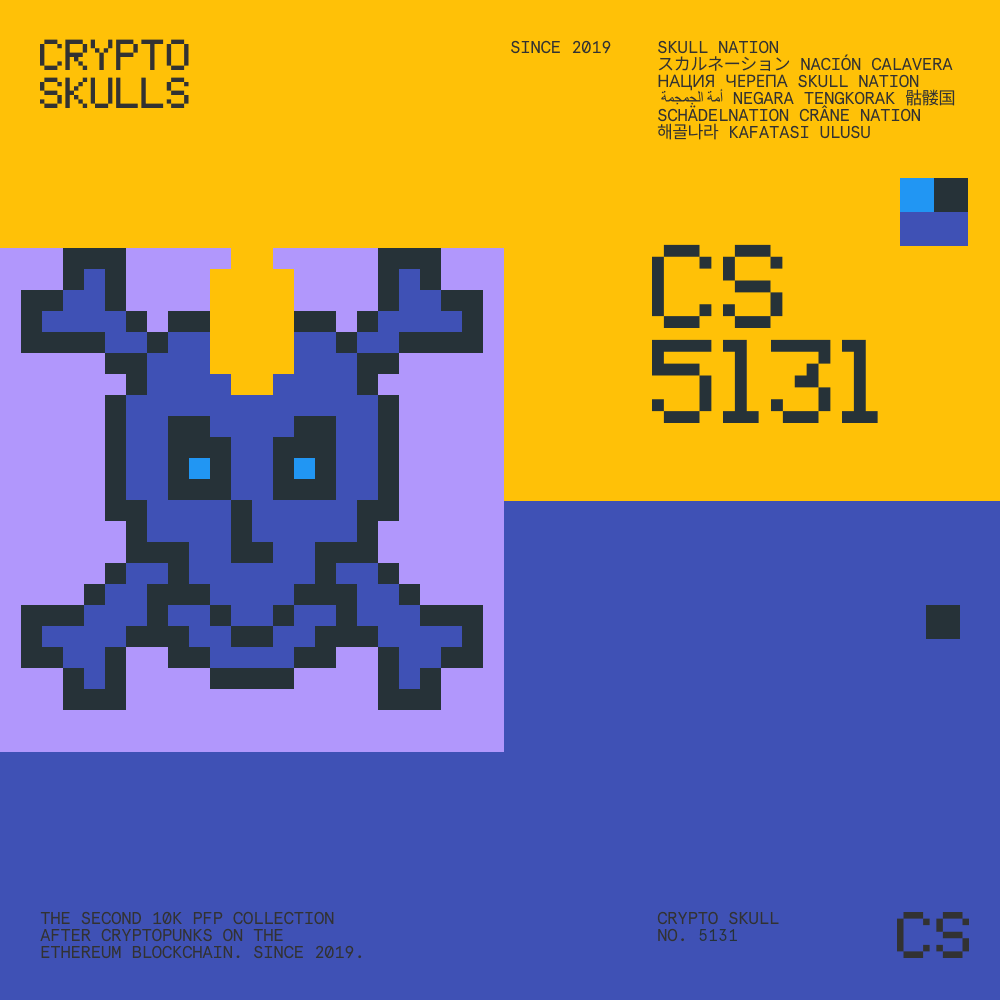 CRYPTO
SKULLS
SINCE 2019
SKULL NATION
スカルネーション NACIÓN CALAVERA
НАЦИЯ ЧЕРЕПА SKULL NATION
أمة الجمجمة NEGARA TENGKORAK 骷髅国
SCHÄDELNATION CRÂNE NATION
해골나라 KAFATASI ULUSU
CS
5131
THE SECOND 10K PFP COLLECTION
AFTER CRYPTOPUNKS ON THE
ETHEREUM BLOCKCHAIN. SINCE 2019.
CRYPTO SKULL
NO. 5131
CS